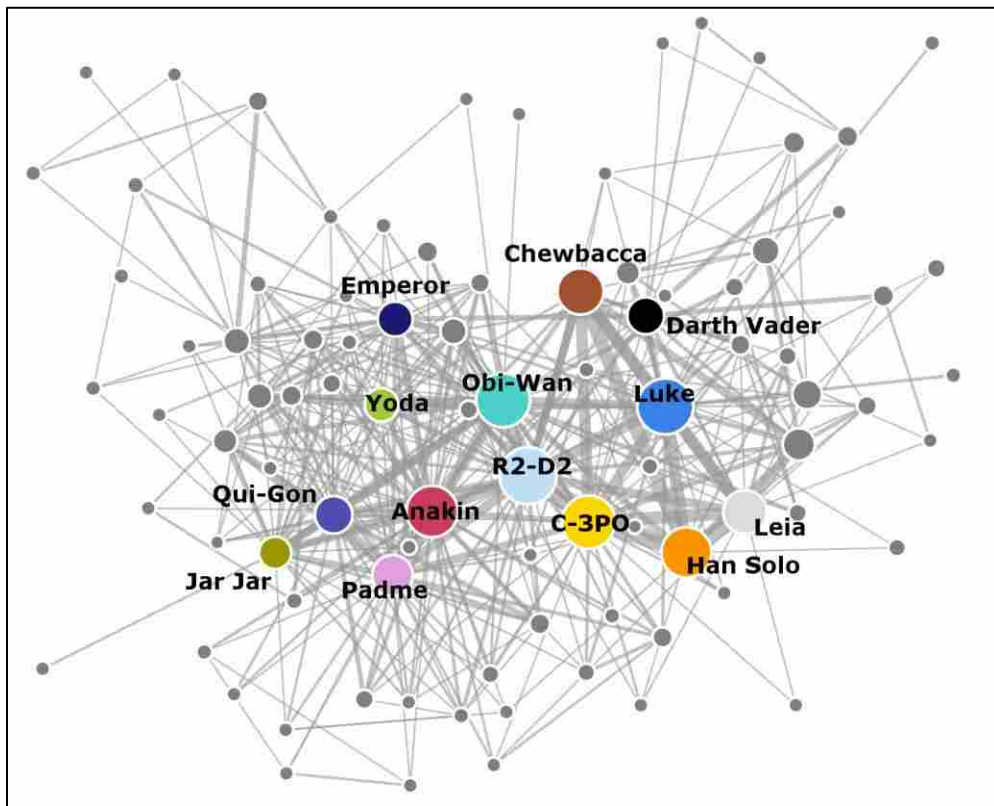 Chewbacca
Emperor
Darth Vader
Obi-Wan
Luke
Yoda
R2-D2
Qui-Gon
Anakin
C-3PO
Leia
Han Solo
Jar Jar
Padme